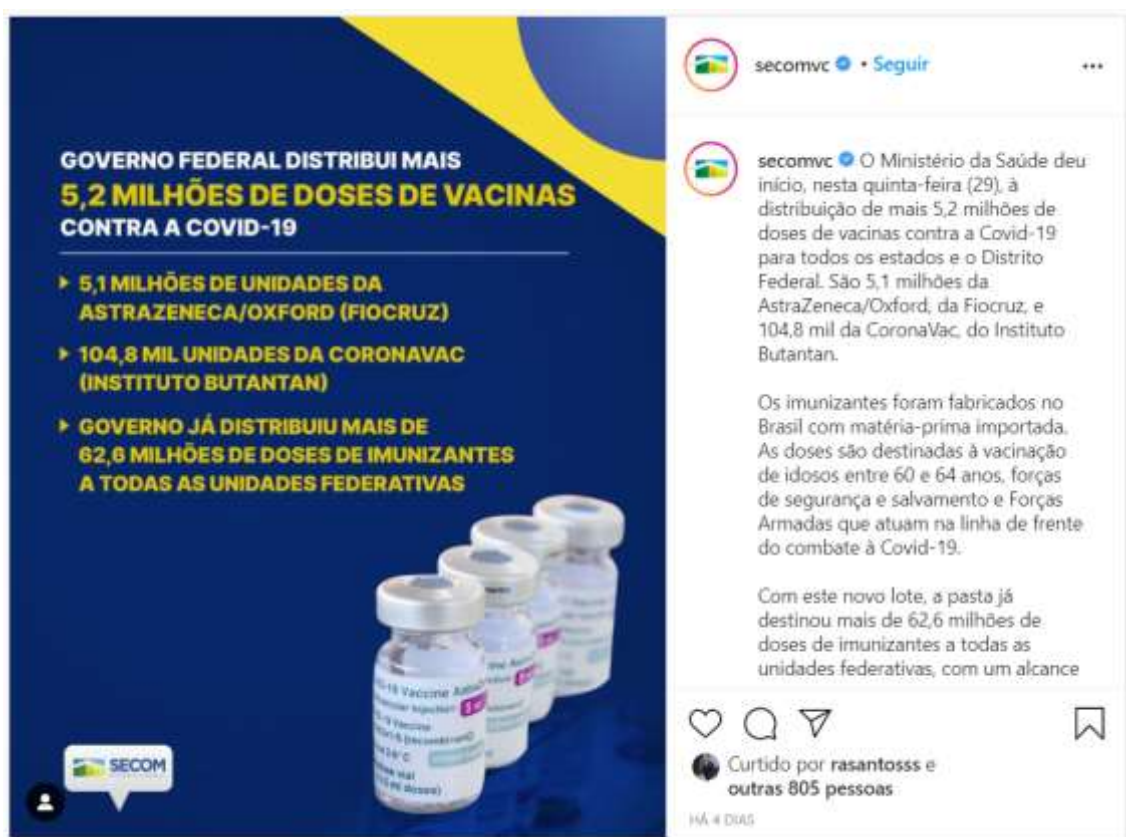 GOVERNO FEDERAL DISTRIBUI MAIS
5,2 MILHÕES DE DOSES DE VACINAS
CONTRA A COVID-19
5,1 MILHÕES DE UNIDADES DA
ASTRAZENECA/OXFORD (FIOCRUZ)
104,8 MIL UNIDADES DA CORONAVAC
(INSTITUTO BUTANTAN)
GOVERNO JÁ DISTRIBUIU MAIS DE
62,6 MILHÕES DE DOSES DE IMUNIZANTES
A TODAS AS UNIDADES FEDERATIVAS
Vaccine
SECOM
secomvc • Seguir
secomvc O Ministério da Saúde deu
início, nesta quinta-feira (29), à
distribuição de mais 5,2 milhões de
doses de vacinas contra a Covid-19
para todos os estados e o Distrito
Federal. São 5,1 milhões da
AstraZeneca/Oxford, da Fiocruz, e
104,8 mil da CoronaVac, do Instituto
Butantan.
Os imunizantes foram fabricados no
Brasil com matéria-prima importada.
As doses são destinadas à vacinação
de idosos entre 60 e 64 anos, forças
de segurança e salvamento e Forças
Armadas que atuam na linha de frente
do combate à Covid-19.
Com este novo lote, a pasta já
destinou mais de 62,6 milhões de
doses de imunizantes a todas as
unidades federativas, com um alcance
Curtido por rasantosss e
outras 805 pessoas
HÁ 4 DIAS